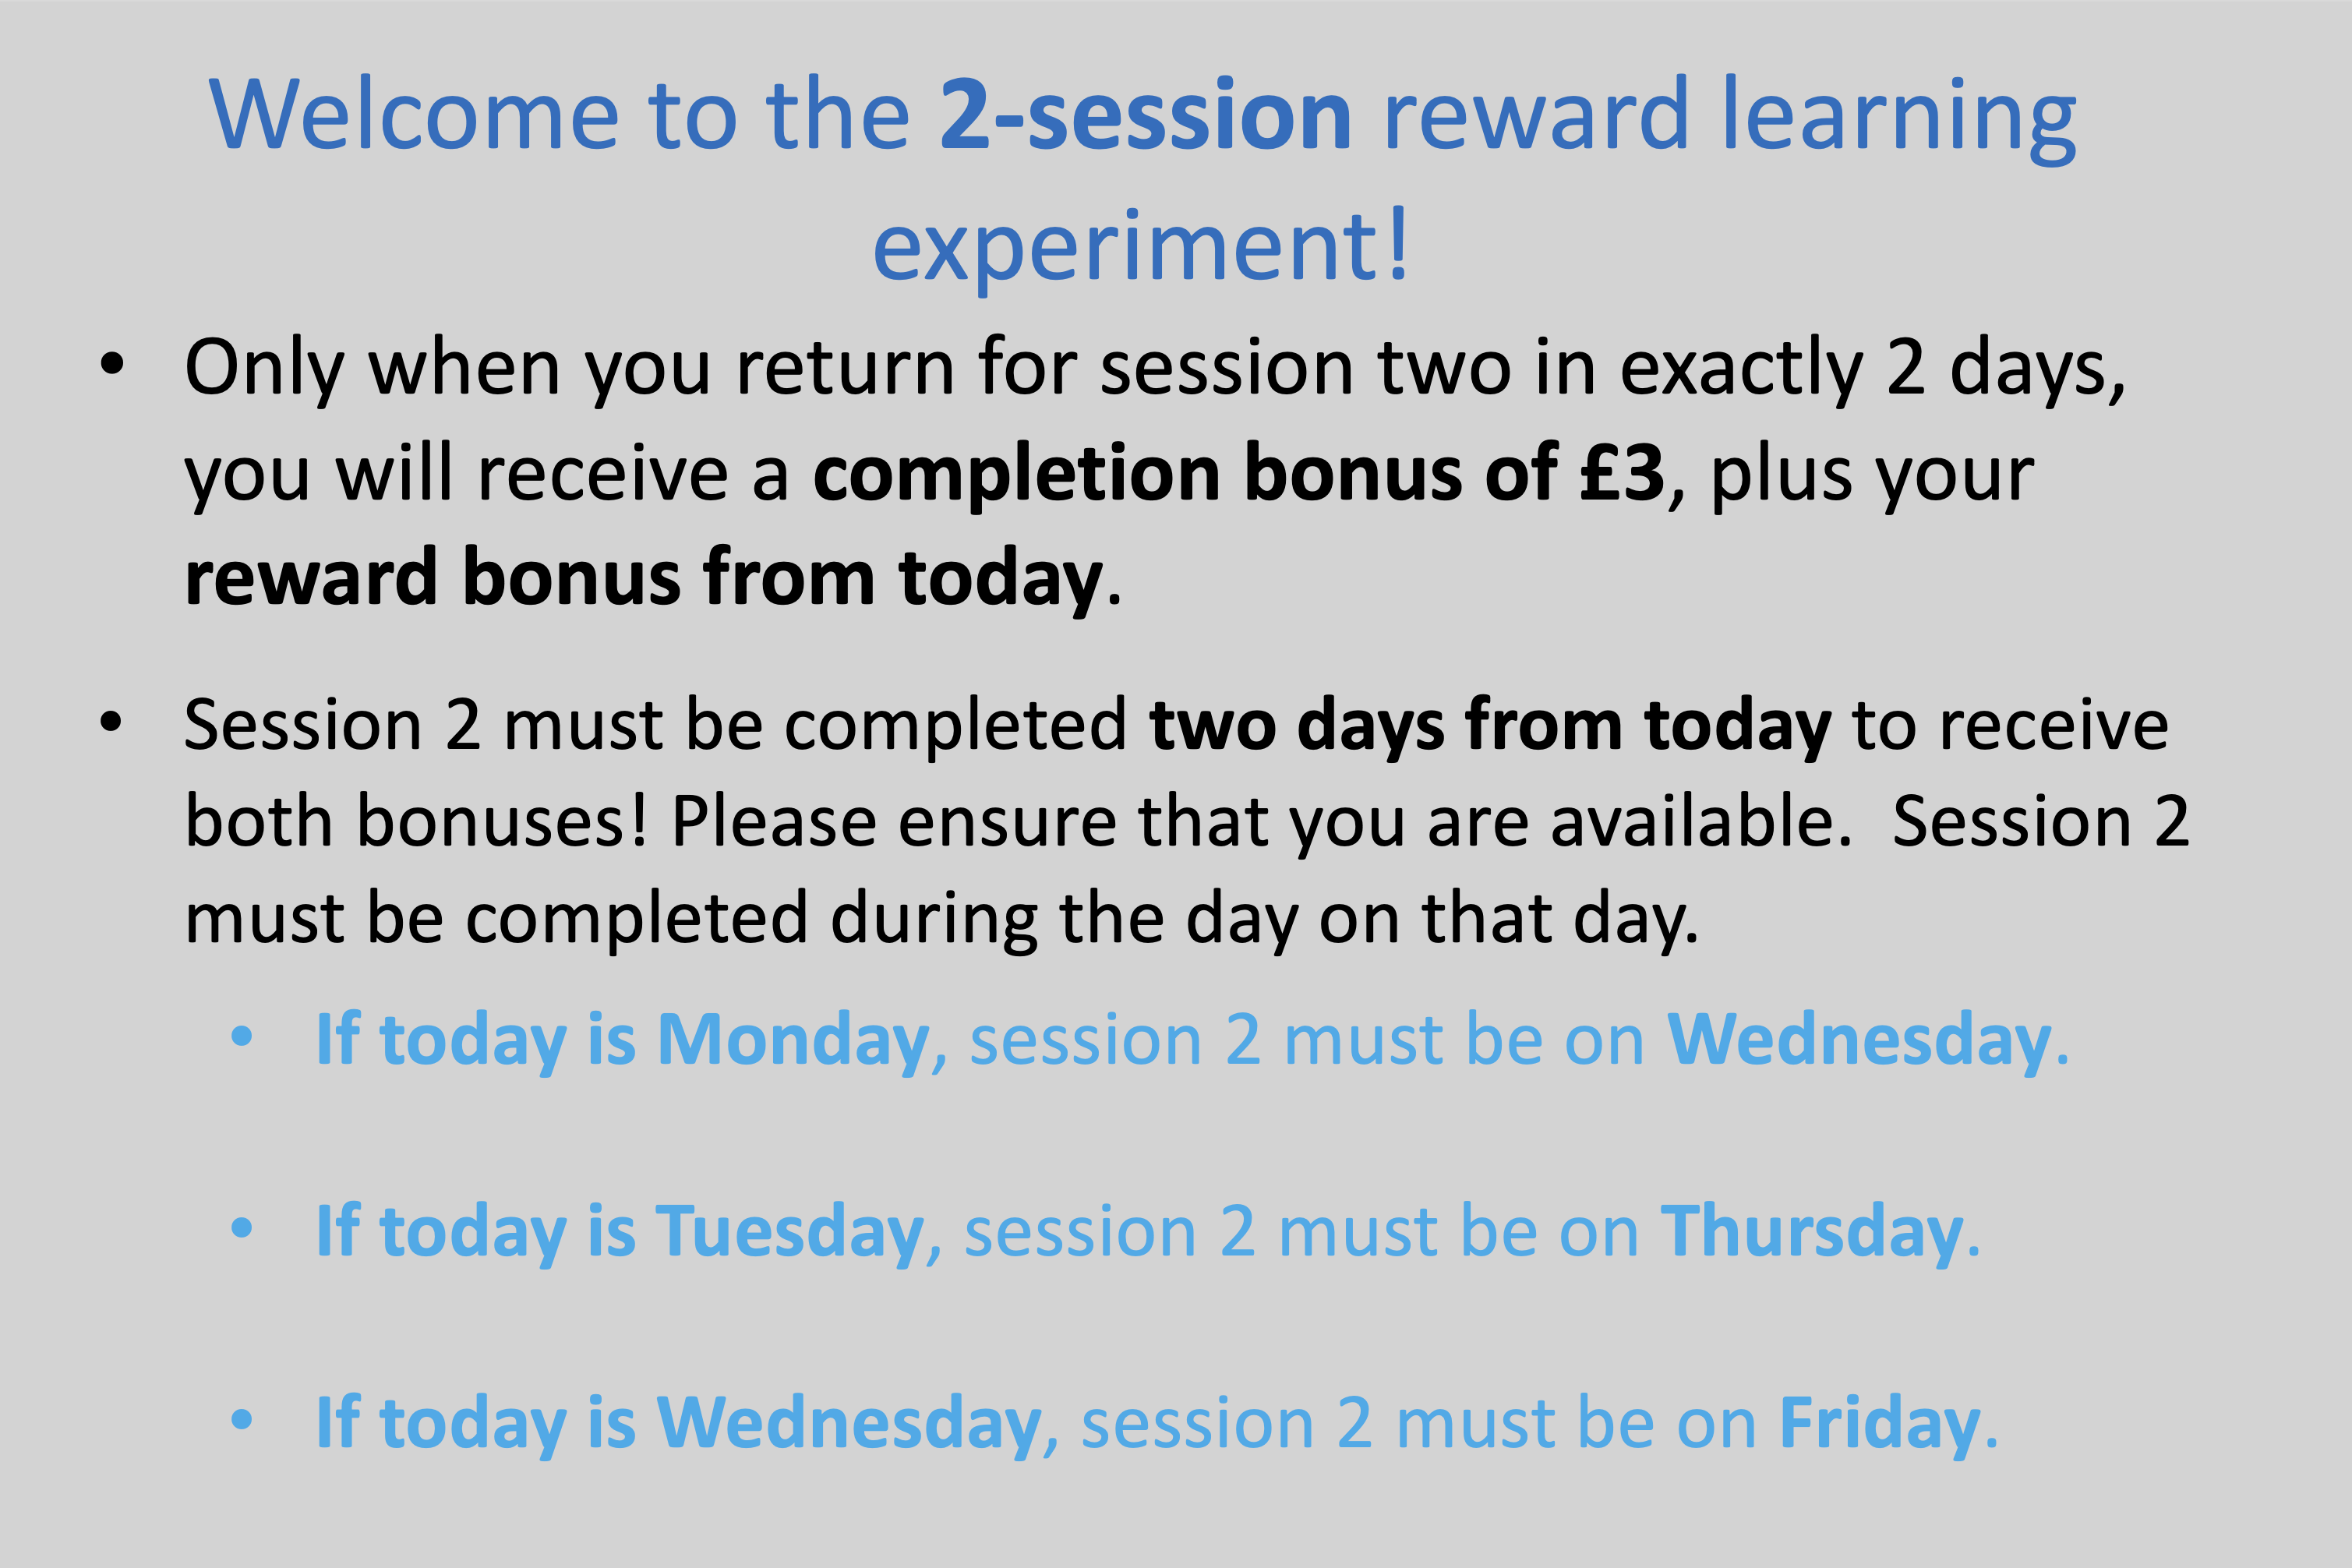 Welcome to the 2-session reward learning
experiment!
• Only when you return for session two in exactly 2 days,
you will receive a completion bonus of £3, plus your
reward bonus from today.
• Session 2 must be completed two days from today to receive
both bonuses! Please ensure that you are available.  Session 2
must be completed during the day on that day.
• If today is Monday, session 2 must be on Wednesday.
• If today is Tuesday, session 2 must be on Thursday.
• If today is Wednesday, session 2 must be on Friday.